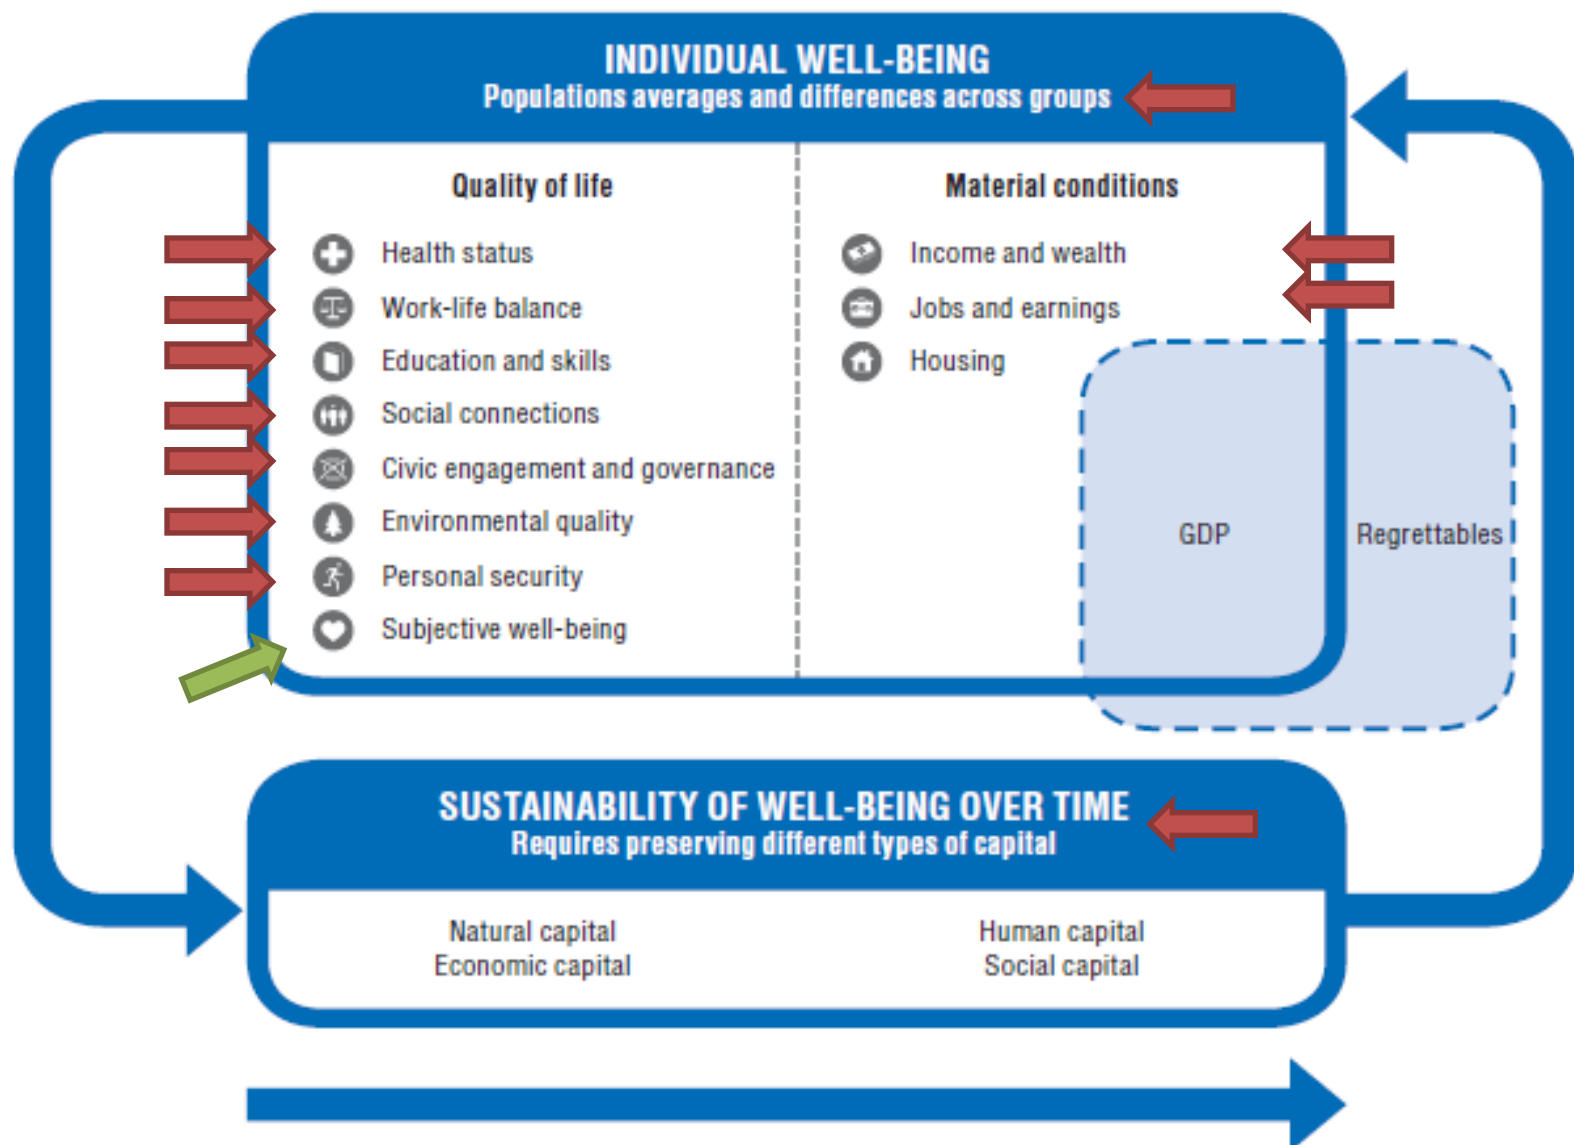 INDIVIDUAL WELL-BEING
Populations averages and differences across groups
Quality of life
Health status
Work-life balance
Education and skills
Social connections
Civic engagement and governance
Environmental quality
Personal security
Subjective well-being
Material conditions
Income and wealth
Jobs and earnings
Housing
GDP
Regrettables
SUSTAINABILITY OF WELL-BEING OVER TIME
Requires preserving different types of capital
Natural capital
Economic capital
Human capital
Social capital